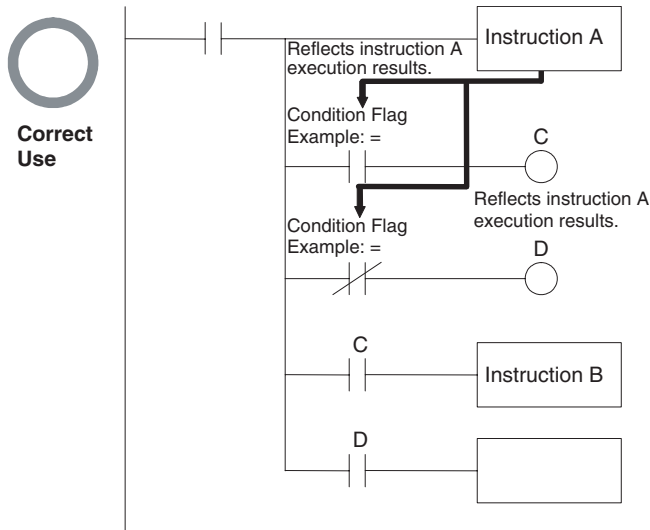 Instruction A
Reflects instruction A
execution results.
Condition Flag
Example: =
C
Correct
Use
Reflects instruction A
execution results.
Condition Flag
Example: =
D
C
Instruction B
D